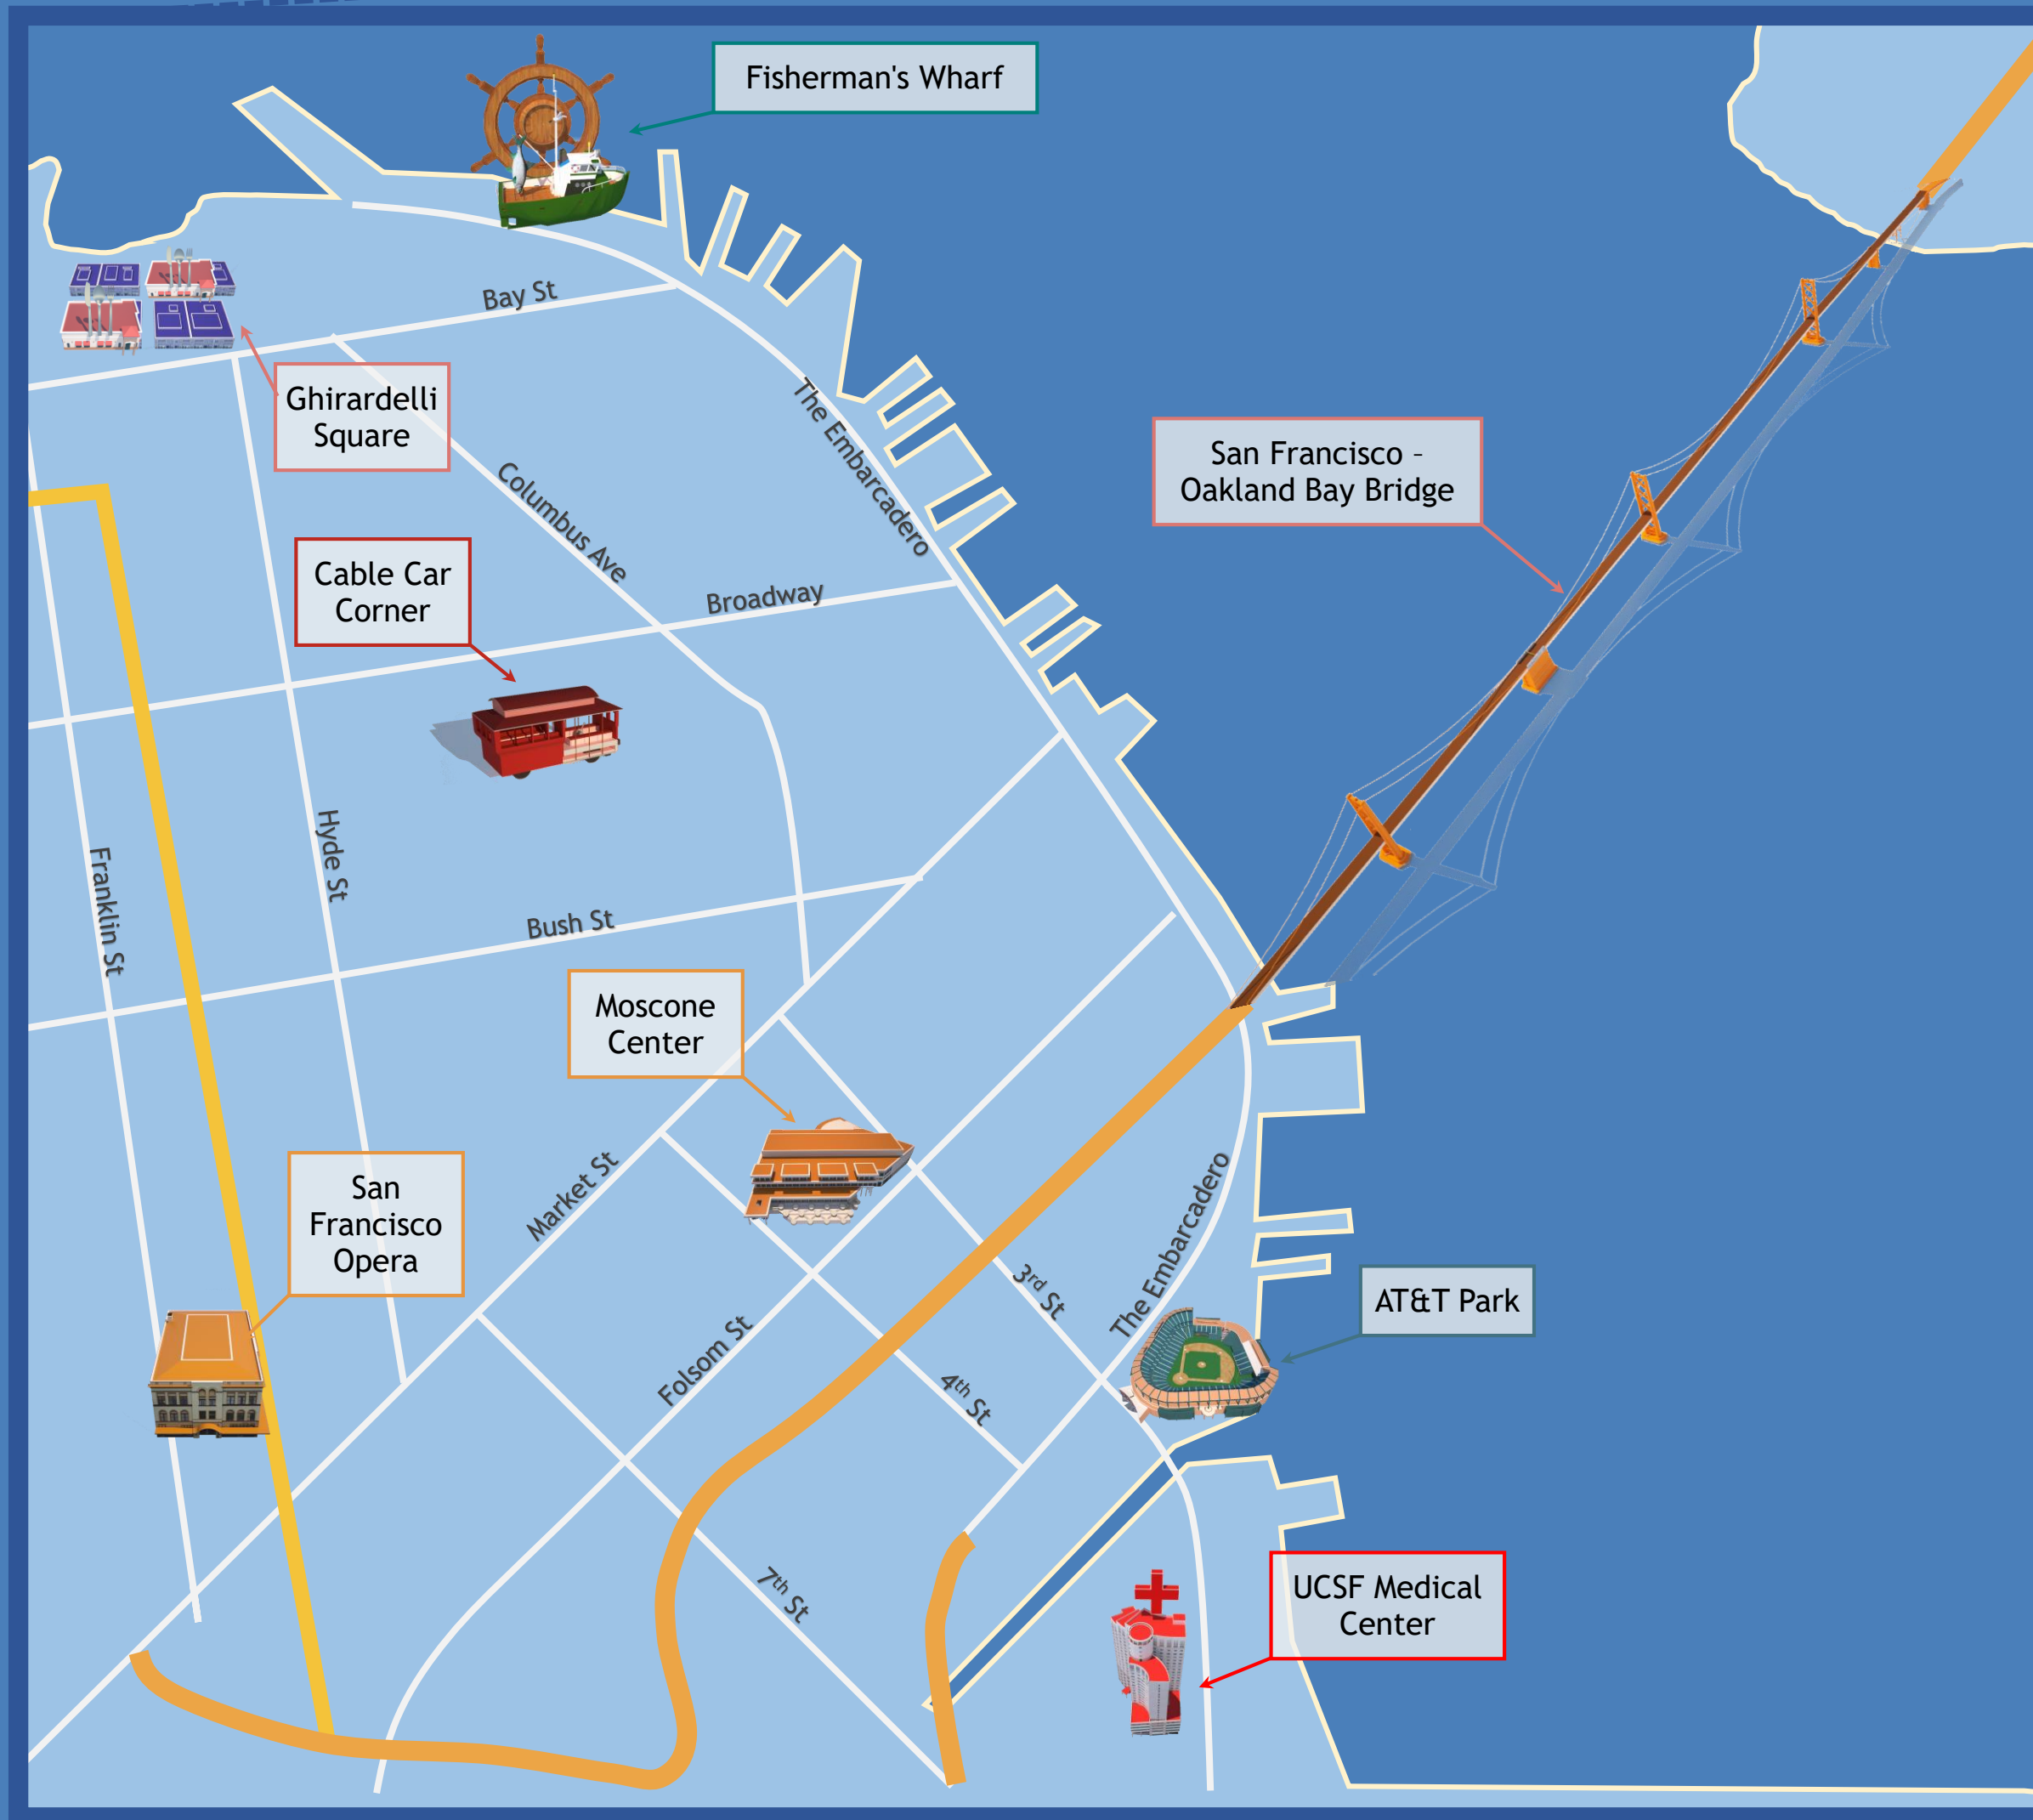 Fisherman's Wharf
Bay St
Ghirardelli
Square
The Embarcadero
San Francisco –
Oakland Bay Bridge
Columbus Ave
Cable Car
Corner
Broadway
Hyde St
Franklin St
Bush St
Moscone
Center
San
Francisco
Opera
Market St
The Embarcadero
3rd St
AT&T Park
Folsom St
4th St
7th St
UCSF Medical
Center